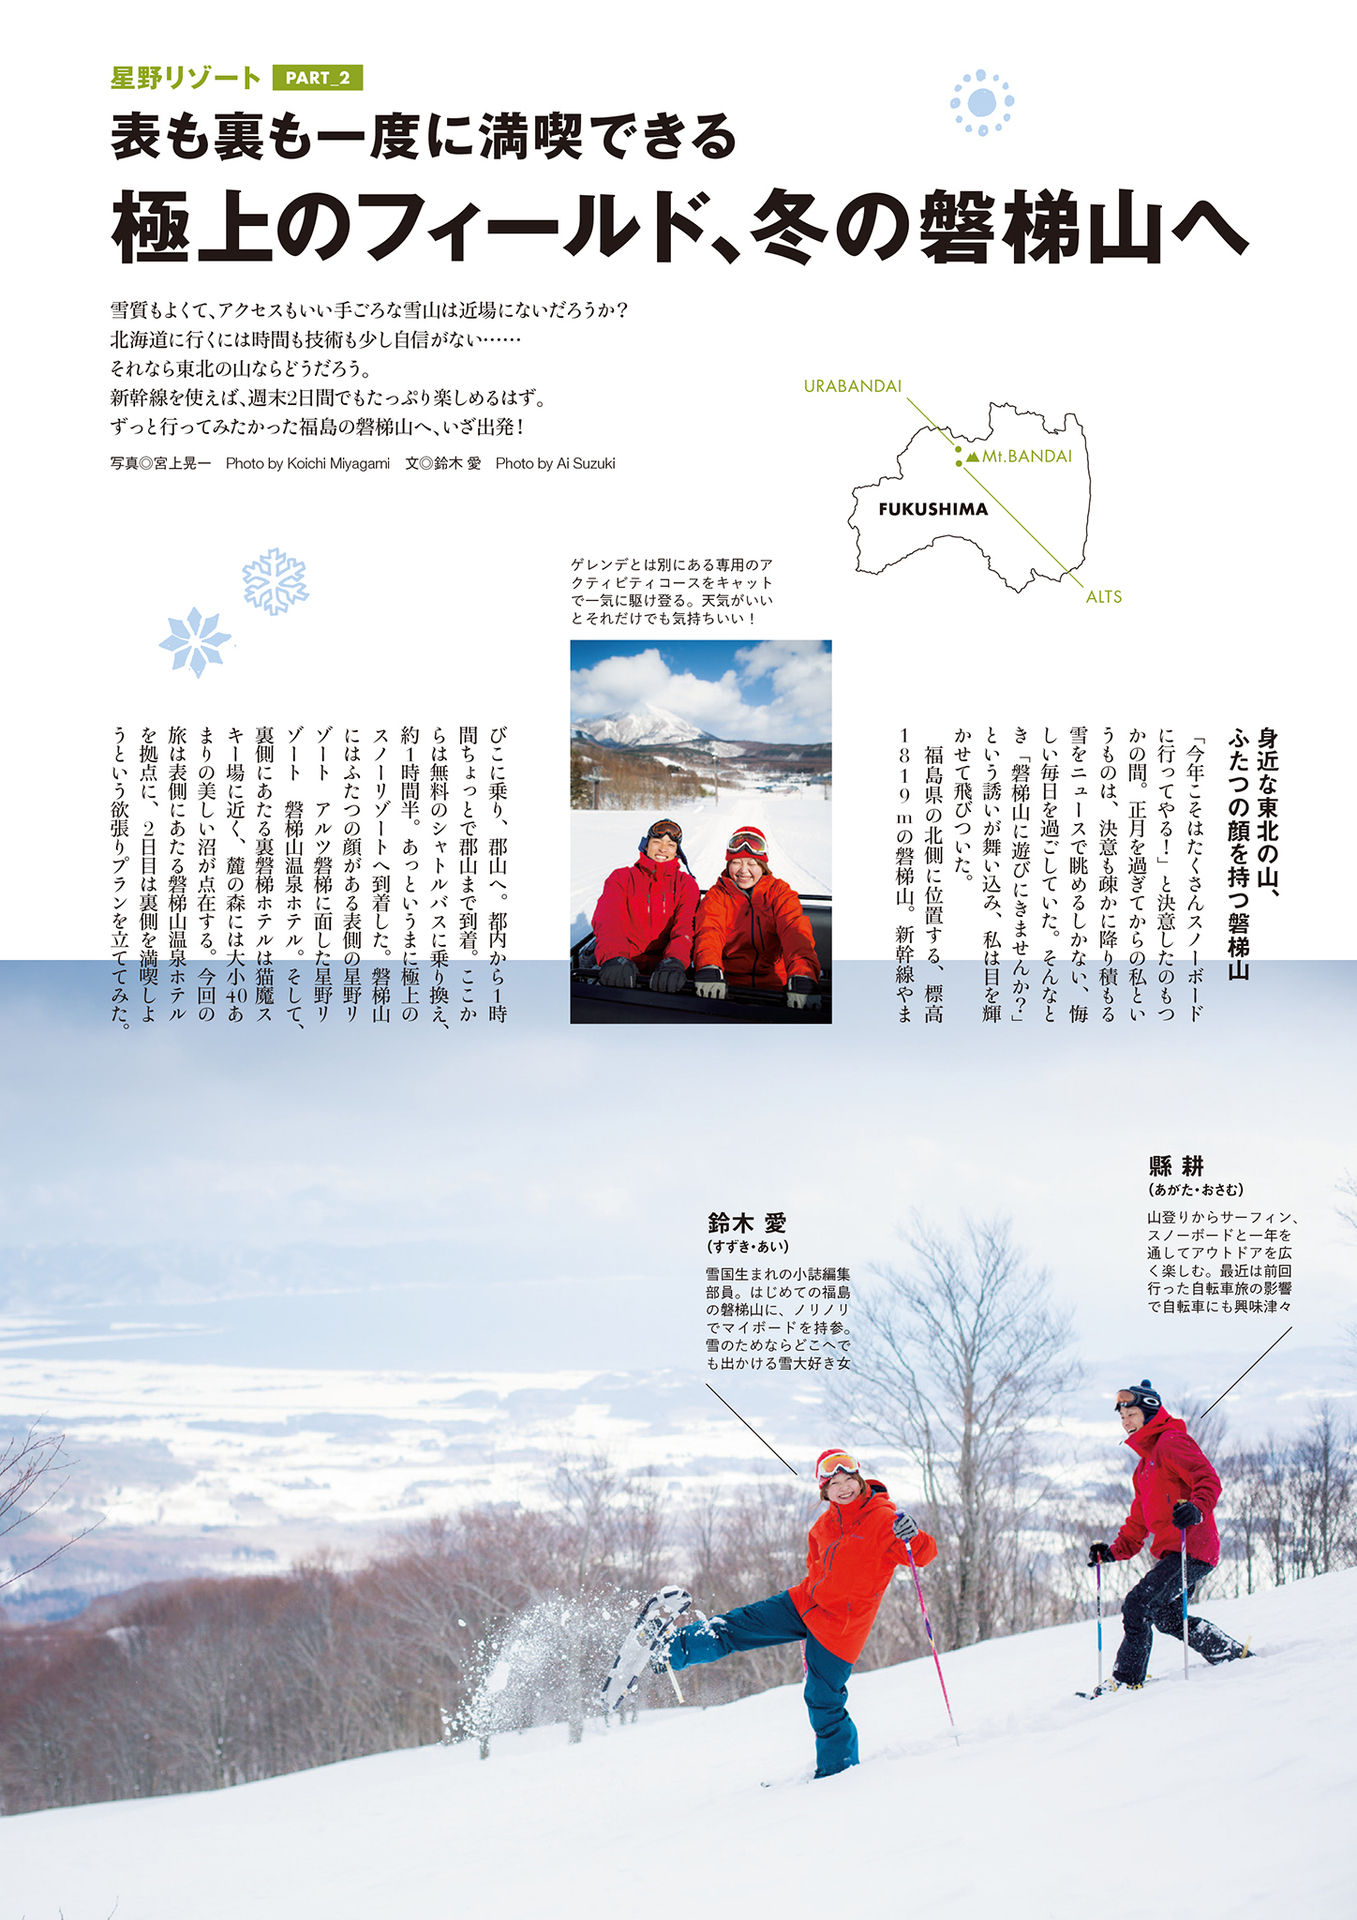 星野リゾート PART_2
表も裏も一度に満喫できる
極上のフィールド、冬の磐梯山へ
雪質もよくて、アクセスもいい手ごろな雪山は近場にないだろうか？
北海道に行くには時間も技術も少し自信がない……
それなら東北の山ならどうだろう。
新幹線を使えば、週末2日間でもたっぷり楽しめるはず。
ずっと行ってみたかった福島の磐梯山へ、いざ出発！
写真◎宮上晃一 Photo by Koichi Miyagami 文◎鈴木 愛 Photo by Ai Suzuki
URABANDAI
Mt.BANDAI
FUKUSHIMA
ALTS
ゲレンデとは別にある専用のア
クティビティコースをキャット
で一気に駆け登る。天気がいい
とそれだけでも気持ちいい！
身近な東北の山、
ふたつの顔を持つ磐梯山
「今年こそはたくさんスノーボード
に行ってやる！」と決意したのもつ
かの間。正月を過ぎてからの私とい
うものは、決意も疎かに降り積もる
雪をニュースで眺めるしかない、悔
しい毎日を過ごしていた。そんなと
き「磐梯山に遊びにきませんか？」
という誘いが舞い込み、私は目を輝
かせて飛びついた。
福島県の北側に位置する、標高
1819mの磐梯山。新幹線やま
びこに乗り、郡山へ。都内から1時
間ちょっとで郡山まで到着。ここか
らは無料のシャトルバスに乗り換え、
約1時間半。あっというまに極上の
スノーリゾートへ到着した。磐梯山
にはふたつの顔がある表側の星野リ
ゾート アルツ磐梯に面した星野リ
ゾート 磐梯山温泉ホテル。そして、
裏側にあたる裏磐梯ホテルは猫魔ス
キー場に近く、麓の森には大小40あ
まりの美しい沼が点在する。今回の
旅は表側にあたる磐梯山温泉ホテル
を拠点に、2日目は裏側を満喫しよ
うという欲張りプランを立ててみた。
縣 耕
（あがた・おさむ）
山登りからサーフィン、
スノーボードと一年を
通してアウトドアを広
く楽しむ。最近は前回
行った自転車旅の影響
で自転車にも興味津々
鈴木 愛
（すずき・あい）
雪国生まれの小誌編集
部員。はじめての福島
の磐梯山に、ノリノリ
でマイボードを持参。
雪のためならどこへで
も出かける雪大好き女